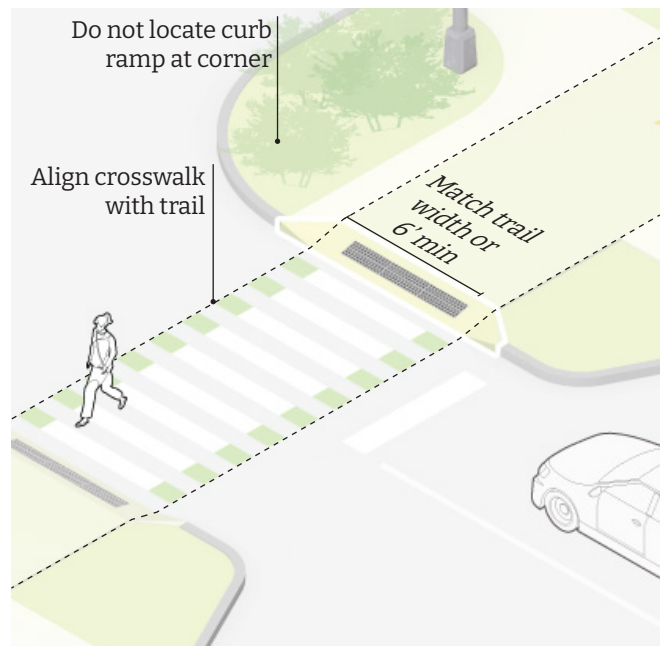 Do not locate curb
ramp at corner
Align crosswalk
with trail
Match trail
width or
6’ min